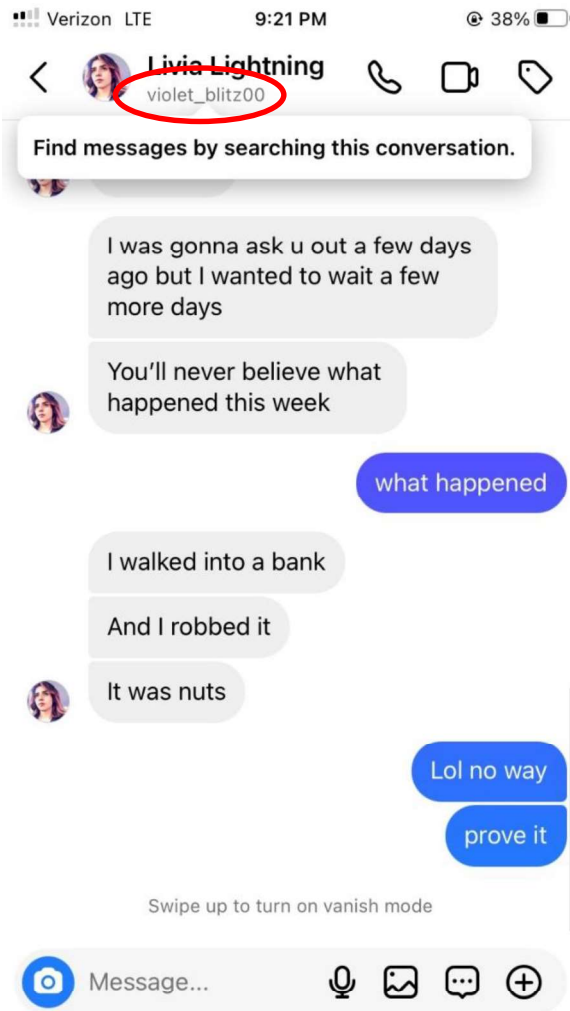 Verizon LTE 9:21 PM 38%
Livia Lightning
violet_blitz00
Find messages by searching this conversation.
I was gonna ask u out a few days
ago but I wanted to wait a few
more days
You'll never believe what
happened this week
what happened
I walked into a bank
And I robbed it
It was nuts
Lol no way
prove it
Swipe up to turn on vanish mode
Message...